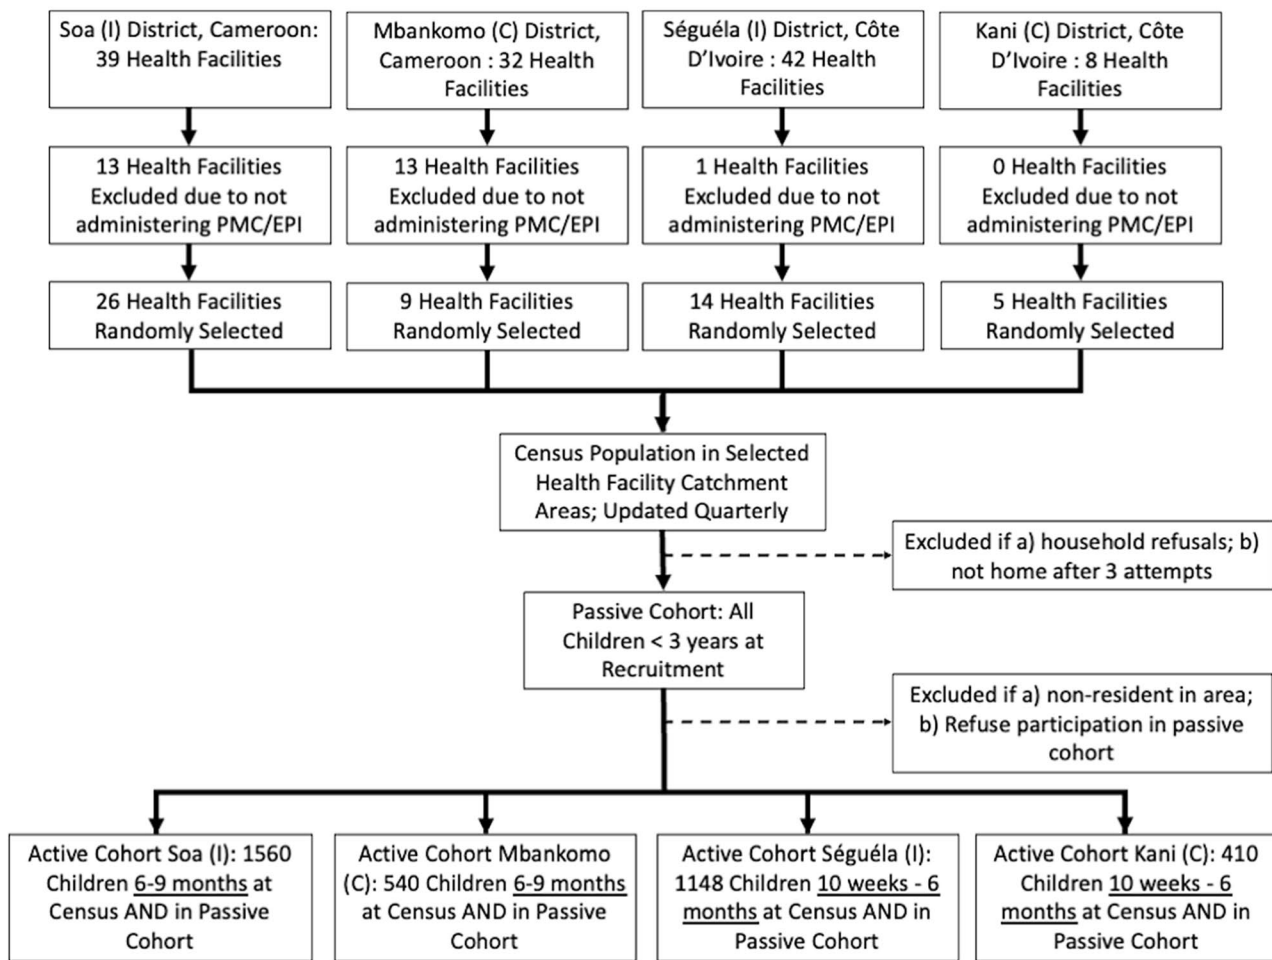 Soa (I) District, Cameroon:
39 Health Facilities
Mbankomo (C) District,
Cameroon : 32 Health
Facilities
Séguéla (I) District, Côte
D’Ivoire : 42 Health
Facilities
Kani (C) District, Côte
D’Ivoire : 8 Health
Facilities
13 Health Facilities
Excluded due to not
administering PMC/EPI
13 Health Facilities
Excluded due to not
administering PMC/EPI
1 Health Facilities
Excluded due to not
administering PMC/EPI
0 Health Facilities
Excluded due to not
administering PMC/EPI
26 Health Facilities
Randomly Selected
9 Health Facilities
Randomly Selected
14 Health Facilities
Randomly Selected
5 Health Facilities
Randomly Selected
Census Population in Selected
Health Facility Catchment
Areas; Updated Quarterly
Excluded if a) household refusals; b)
not home after 3 attempts
Passive Cohort: All
Children < 3 years at
Recruitment
Excluded if a) non-resident in area;
b) Refuse participation in passive
cohort
Active Cohort Soa (I): 1560
Children 6-9 months at
Census AND in Passive
Cohort
Active Cohort Mbankomo
(C): 540 Children 6-9 months
at Census AND in Passive
Cohort
Active Cohort Séguéla (I):
1148 Children 10 weeks - 6
months at Census AND in
Passive Cohort
Active Cohort Kani (C): 410
Children 10 weeks - 6
months at Census AND in
Passive Cohort